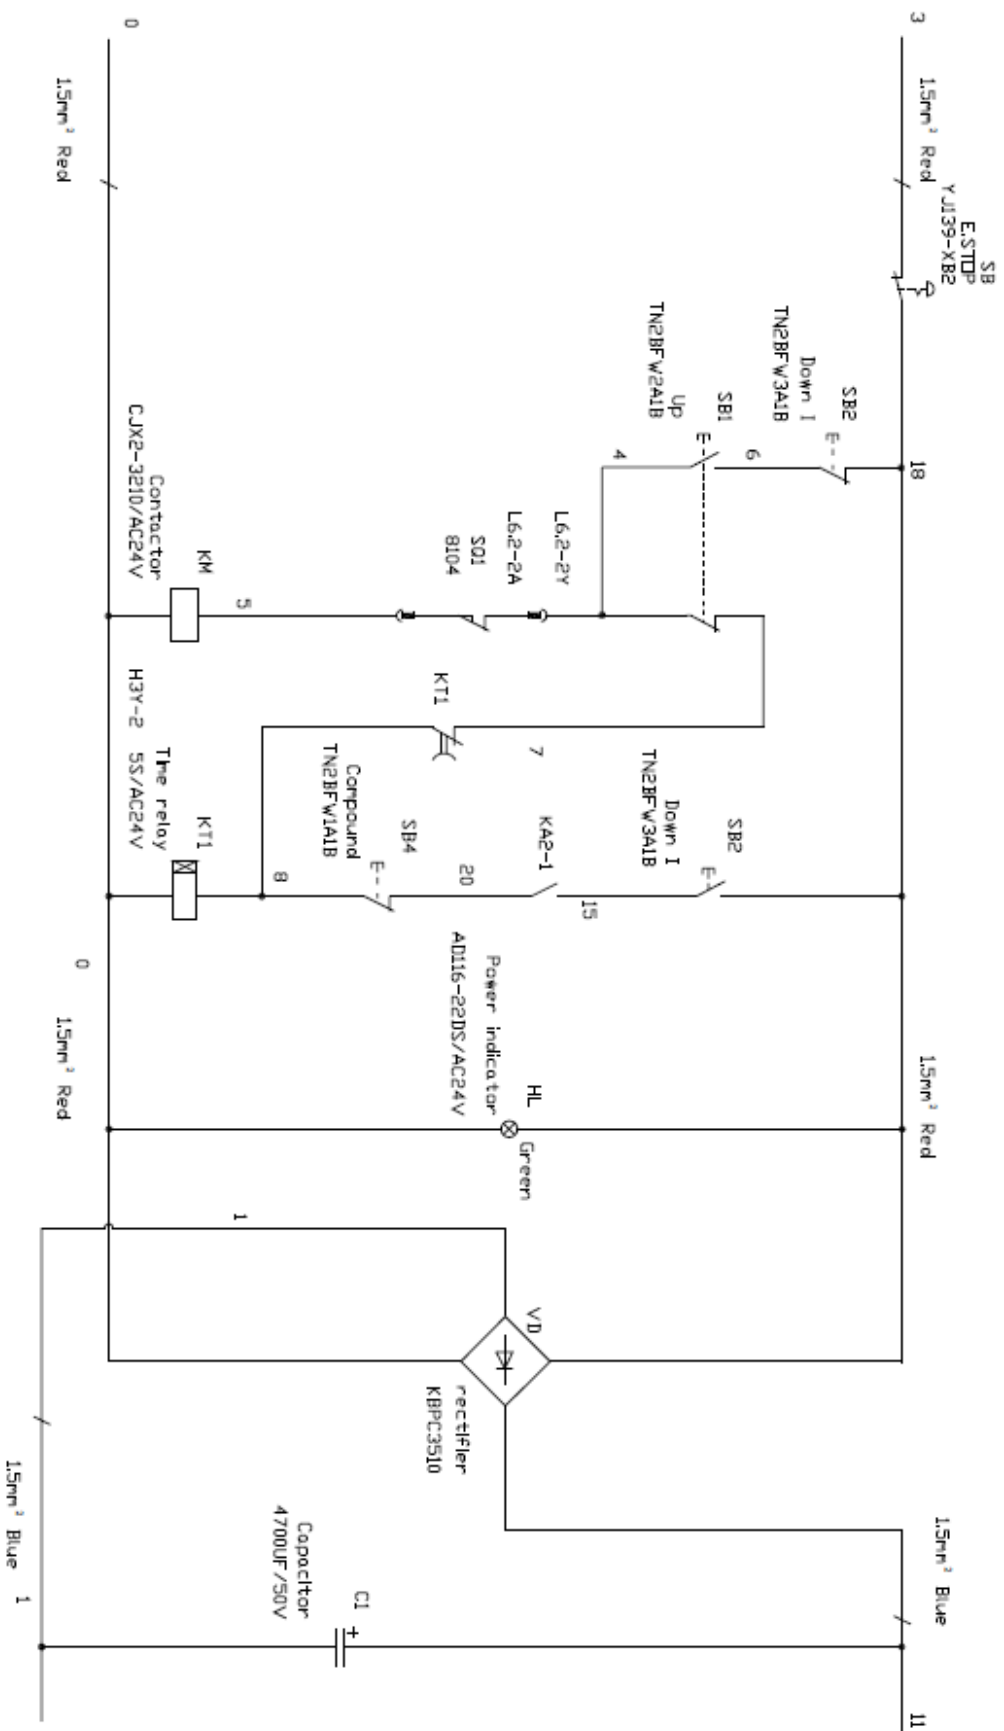 3
1.5mm² Red
SB
E.STOP
YJ139-XB2
18
SB2
Down I
TN2BFW3A1B
6
SB1
Up
TN2BFW2A1B
4
L6.2-2Y
L6.2-2A
SQ1
8104
5
KM
Contactor
CJX2-3210/AC24V
0
1.5mm² Red
7
KT1
SB2
Down I
TN2BFW3A1B
15
KA2-1
20
SB4
Compound
TN2BFW1A1B
8
KT1
Time relay
H3Y-2 5S/AC24V
1.5mm² Red
HL
Green
Power indicator
AD116-22DS/AC24V
0
1.5mm² Red
1
VD
rectifier
KBPC3510
1.5mm² Blue
11
C1
+
Capacitor
4700UF/50V
1.5mm² Blue 1